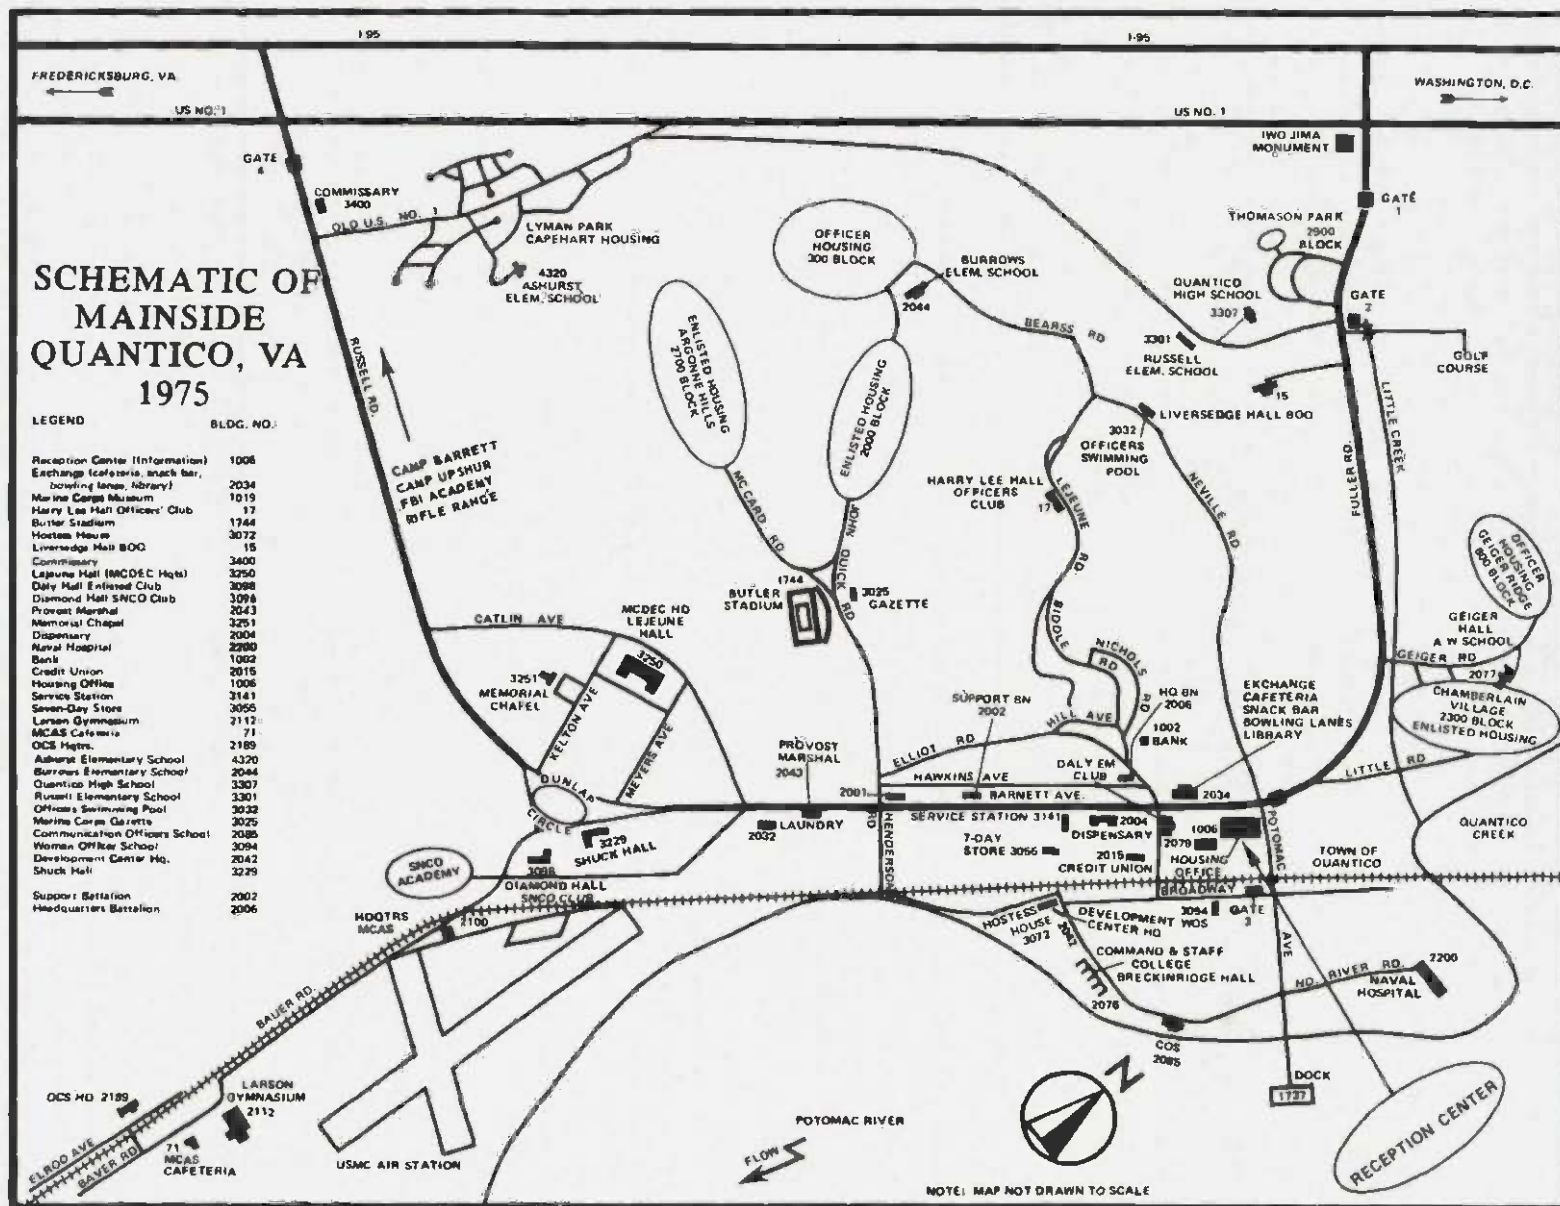 I-95
I-95
FREDERICKSBURG, VA
WASHINGTON, D.C.
US NO. 1
US NO. 1
GATE
4
COMMISSARY
3400
OLD U.S. NO. 1
LYMAN PARK
CAPEHART HOUSING
4320
ASHURST
ELEM. SCHOOL
OFFICER
HOUSING
300 BLOCK
BURROWS
ELEM. SCHOOL
2044
IWO JIMA
MONUMENT
GATE
1
THOMASON PARK
2900
BLOCK
QUANTICO
HIGH SCHOOL
3307
GATE
2
3301
RUSSELL
ELEM. SCHOOL
GOLF
COURSE
15
SCHEMATIC OF
MAINSIDE
QUANTICO, VA
1975
LEGEND BLDG. NO.
Reception Center (Information) 1006
Exchange (cafeteria, snack bar,
bowling lanes, library) 2034
Marine Corps Museum 1019
Harry Lee Hall Officers' Club 17
Butler Stadium 1744
Hostess House 3072
Liversedge Hall BOQ 15
Commissary 3400
Lejeune Hall (MCDEC Hqts) 3250
Daly Hall Enlisted Club 3098
Diamond Hall SNCO Club 3096
Provost Marshal 2043
Memorial Chapel 3251
Dispensary 2004
Naval Hospital 2200
Bank 1002
Credit Union 2015
Housing Office 1006
Service Station 3141
Seven-Day Store 3055
Larson Gymnasium 2112
MCAS Cafeteria 71
OCS Hqtrs. 2189
Ashurst Elementary School 4320
Burrows Elementary School 2044
Quantico High School 3307
Russell Elementary School 3301
Officers Swimming Pool 3032
Marine Corps Gazette 3025
Communication Officers School 2085
Woman Officer School 3094
Development Center Hq. 2042
Shuck Hall 3229
Support Battalion 2002
Headquarters Battalion 2006
RUSSELL RD.
CAMP BARRETT
CAMP UPSHUR
FBI ACADEMY
RIFLE RANGE
ENLISTED HOUSING
ARGONNE HILLS
2700 BLOCK
ENLISTED HOUSING
2000 BLOCK
BEARSS RD
LIVERSEDGE HALL BOQ
3032
OFFICERS
SWIMMING
POOL
HARRY LEE HALL
OFFICERS
CLUB
17
LEJEUNE
RD.
NEVILLE RD
FULLER RD.
LITTLE CREEK
MC CARD RD
JOHN QUICK RD
1744
BUTLER
STADIUM
3025
GAZETTE
BIDDLE
NICHOLS
RD
RD
OFFICER
HOUSING
GEIGER RIDGE
800 BLOCK
GEIGER
HALL
A W SCHOOL
GEIGER RD
2077
CHAMBERLAIN
VILLAGE
2300 BLOCK
ENLISTED HOUSING
LITTLE RD
CATLIN AVE
MCDEC HD
LEJEUNE
HALL
3250
3251
MEMORIAL
CHAPEL
KELTON AVE
MEYERS AVE
DUNLAP
CIRCLE
SUPPORT BN
2002
HILL AVE
HQ BN
2006
1002
BANK
EXCHANGE
CAFETERIA
SNACK BAR
BOWLING LANES
LIBRARY
ELLIOT RD
PROVOST
MARSHAL
2043
DALY EM
CLUB
HAWKINS AVE
2001
BARNETT AVE.
2034
LAUNDRY
2032
3229
SHUCK HALL
RD
HENDERSON
SERVICE STATION 3141
2004
DISPENSARY
7-DAY
STORE 3055
2015
CREDIT UNION
2079
1006
HOUSING
OFFICE
POTOMAC
AVE
TOWN OF
QUANTICO
QUANTICO
CREEK
SNCO
ACADEMY
3098
DIAMOND HALL
SNCO CLUB
BROADWAY
3094
WOS
GATE
3
HDQTRS
MCAS
2100
HOSTESS
HOUSE
3072
2042
DEVELOPMENT
CENTER HQ
COMMAND & STAFF
COLLEGE
BRECKINRIDGE HALL
2076
COS
2085
NO. RIVER RD.
2200
NAVAL
HOSPITAL
BAUER RD.
OCS HQ 2189
LARSON
GYMNASIUM
2112
71
MCAS
CAFETERIA
ELROD AVE
BAVER RD
USMC AIR STATION
POTOMAC RIVER
FLOW
N
DOCK
1737
RECEPTION CENTER
NOTE: MAP NOT DRAWN TO SCALE